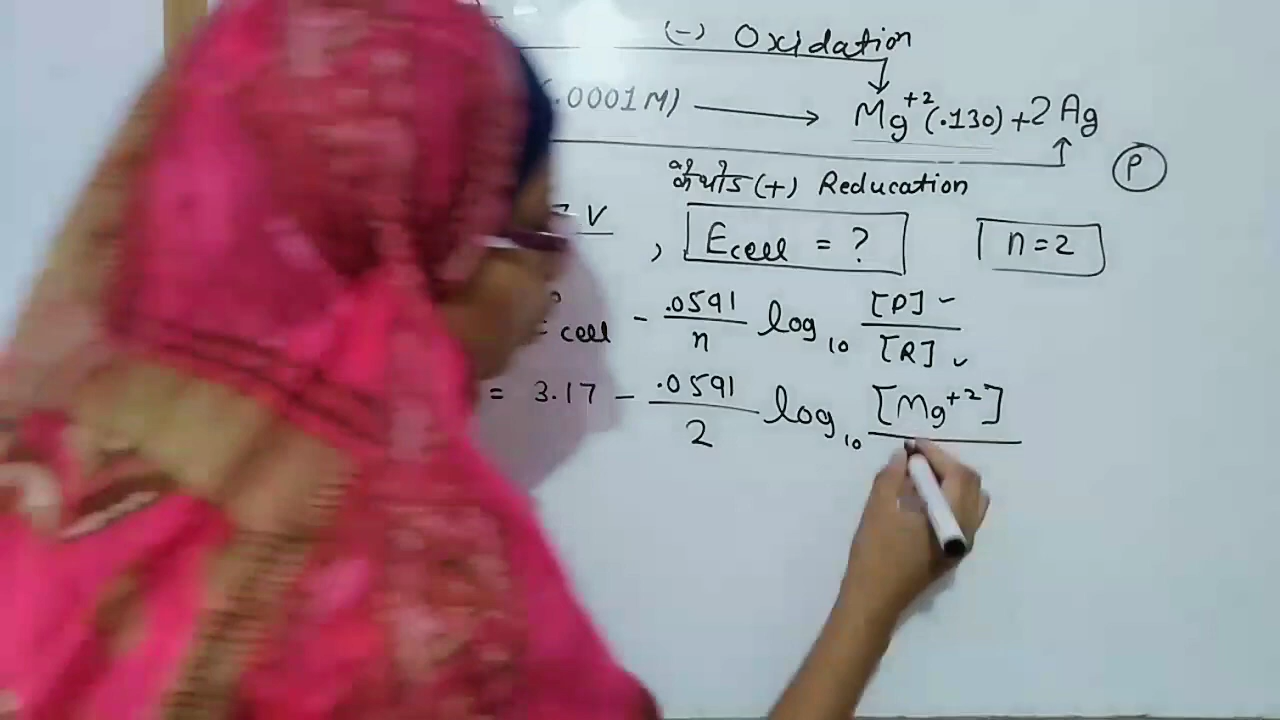 (-) Oxidation
.0001M) ⟶ Mg⁺²(.130)+2Ag
(+) Reducation
P
V , Ecell = ? n=2
cell - .0591/n log₁₀ [P]/[R]
= 3.17 - .0591/2 log₁₀ [Mg⁺²]